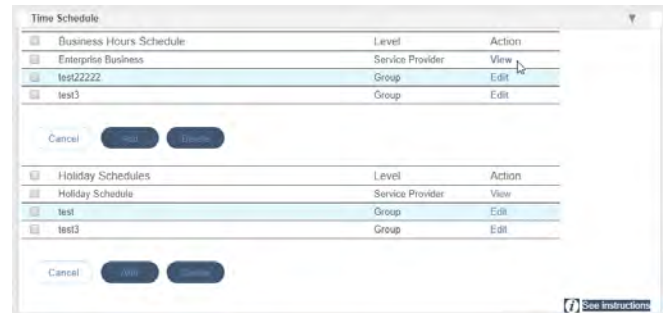 Time Schedule
Business Hours Schedule Level Action
Enterprise Business Service Provider View
test22222 Group Edit
test3 Group Edit
Cancel Add Delete
Holiday Schedules Level Action
Holiday Schedule Service Provider View
test Group Edit
test3 Group Edit
Cancel Add Delete
i See instructions